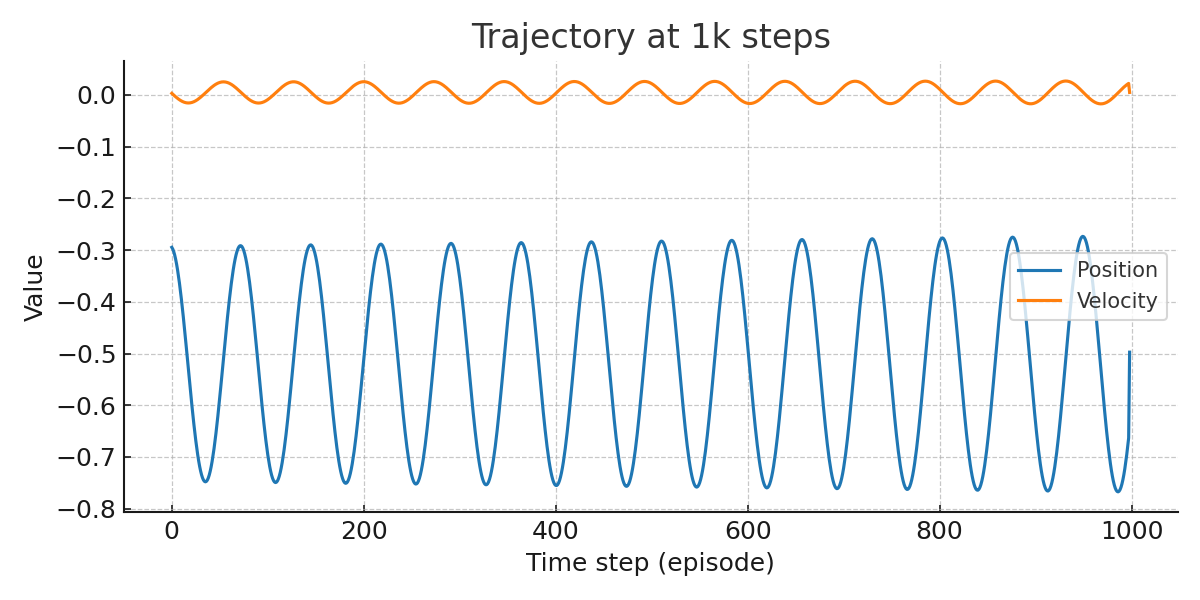 Trajectory at 1k steps
0.0
−0.1
−0.2
−0.3
−0.4
−0.5
−0.6
−0.7
−0.8
Value
Position
Velocity
0 200 400 600 800 1000
Time step (episode)